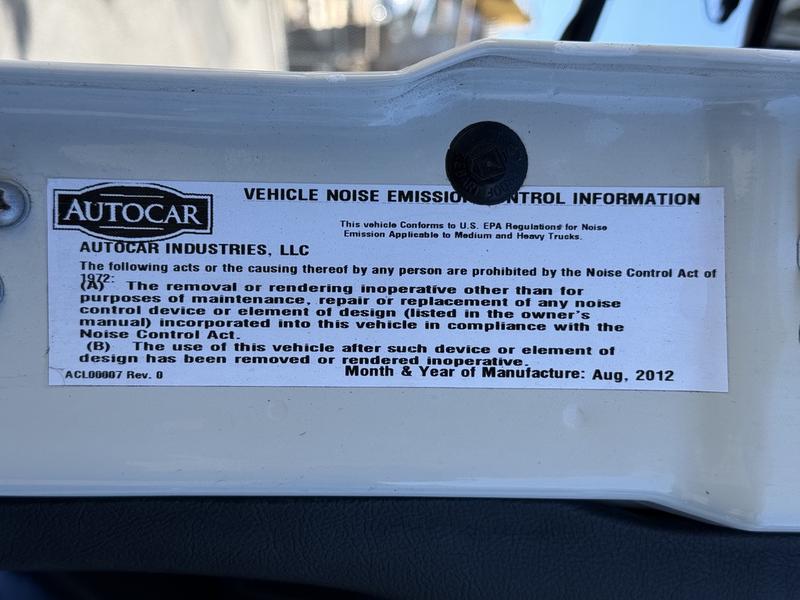 AUTOCAR
VEHICLE NOISE EMISSION CONTROL INFORMATION
This vehicle Conforms to U.S. EPA Regulations for Noise
Emission Applicable to Medium and Heavy Trucks.
AUTOCAR INDUSTRIES, LLC
The following acts or the causing thereof by any person are prohibited by the Noise Control Act of
1972:
(A) The removal or rendering inoperative other than for
purposes of maintenance, repair or replacement of any noise
control device or element of design (listed in the owner's
manual) incorporated into this vehicle in compliance with the
Noise Control Act.
(B) The use of this vehicle after such device or element of
design has been removed or rendered inoperative.
ACL00007 Rev. 0
Month & Year of Manufacture: Aug, 2012